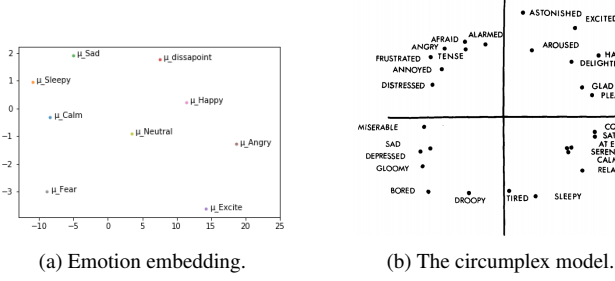 2
1
0
−1
−2
−3
−10
−5
0
5
10
15
20
25
μ_Sad
μ_dissapoint
μ_Sleepy
μ_Happy
μ_Calm
μ_Neutral
μ_Angry
μ_Fear
μ_Excite
(a) Emotion embedding.
ASTONISHED
EXCITED
AFRAID
ALARMED
ANGRY
TENSE
AROUSED
FRUSTRATED
ANNOYED
DISTRESSED
GLAD
MISERABLE
SAD
DEPRESSED
GLOOMY
BORED
DROOPY
TIRED
SLEEPY
(b) The circumplex model.